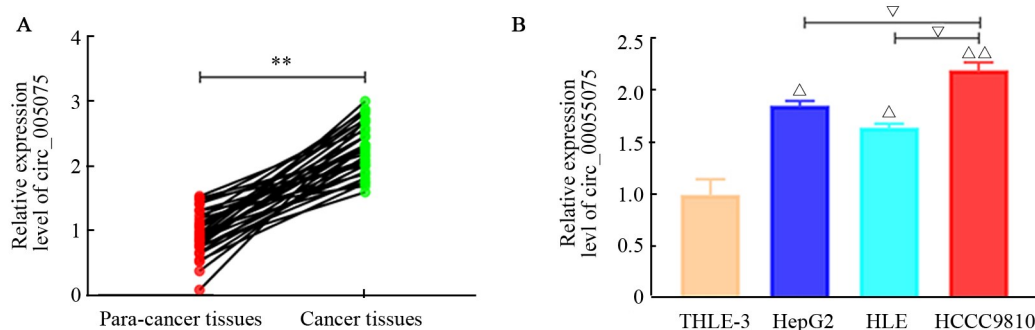 A
Relative expression
level of circ_005075
4
3
2
1
0
**
Para-cancer tissues
Cancer tissues
B
Relative expression
levl of circ_00055075
2.5
2.0
1.5
1.0
0.5
0
▽
▽
△
△
△△
THLE-3
HepG2
HLE
HCCC9810